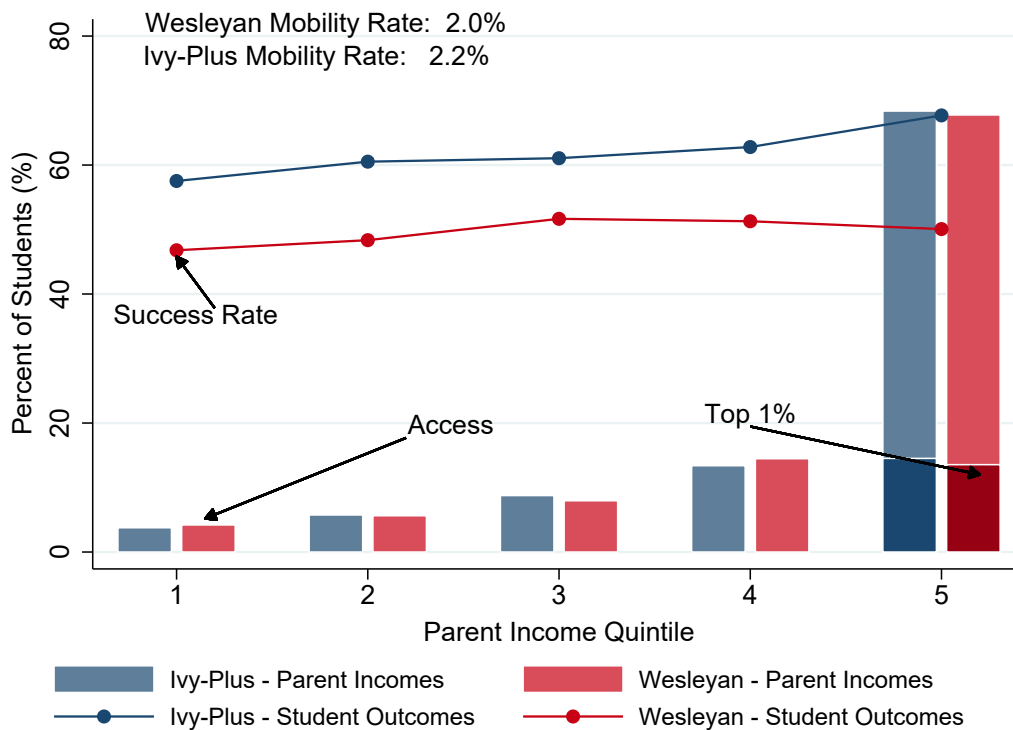 Wesleyan Mobility Rate: 2.0%
Ivy-Plus Mobility Rate: 2.2%
Percent of Students (%)
80
60
40
20
0
Success Rate
Access
Top 1%
1 2 3 4 5
Parent Income Quintile
Ivy-Plus - Parent Incomes Wesleyan - Parent Incomes
Ivy-Plus - Student Outcomes Wesleyan - Student Outcomes